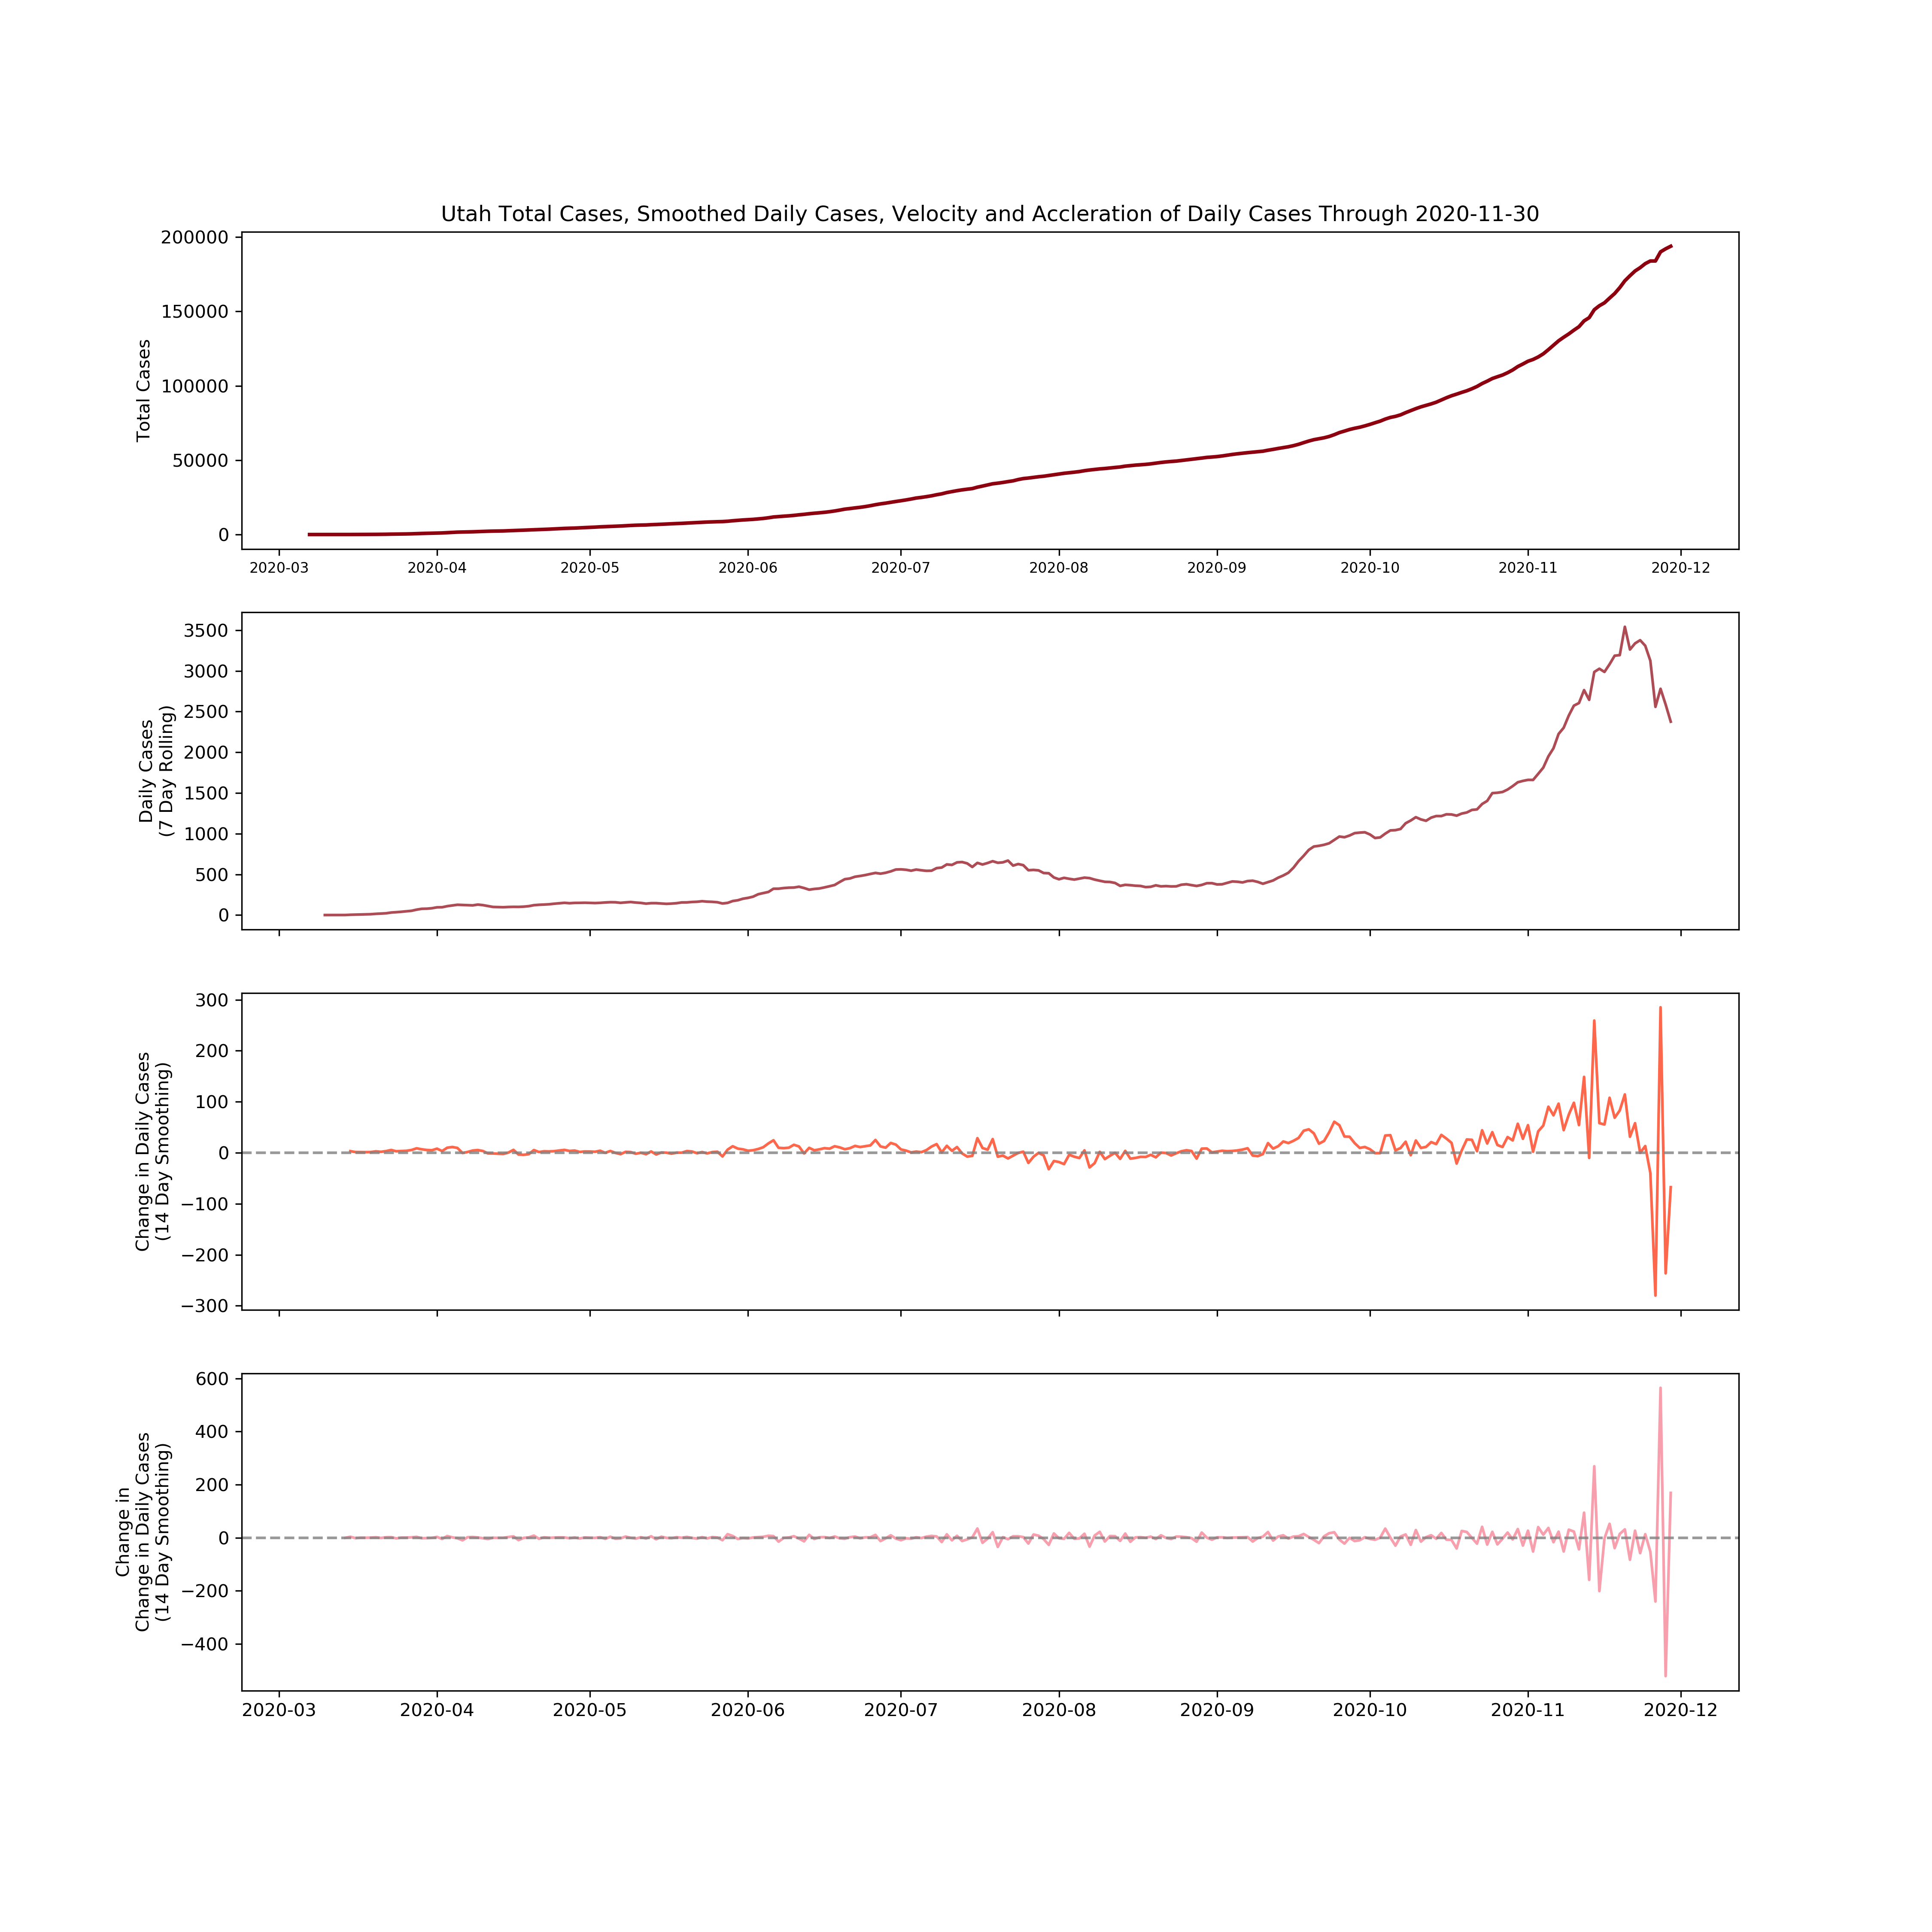 Utah Total Cases, Smoothed Daily Cases, Velocity and Accleration of Daily Cases Through 2020-11-30
200000
150000
100000
50000
0
Total Cases
2020-03 2020-04 2020-05 2020-06 2020-07 2020-08 2020-09 2020-10 2020-11 2020-12
3500
3000
2500
2000
1500
1000
500
0
Daily Cases
(7 Day Rolling)
300
200
100
0
−100
−200
−300
Change in Daily Cases
(14 Day Smoothing)
600
400
200
0
−200
−400
Change in
Change in Daily Cases
(14 Day Smoothing)
2020-03 2020-04 2020-05 2020-06 2020-07 2020-08 2020-09 2020-10 2020-11 2020-12